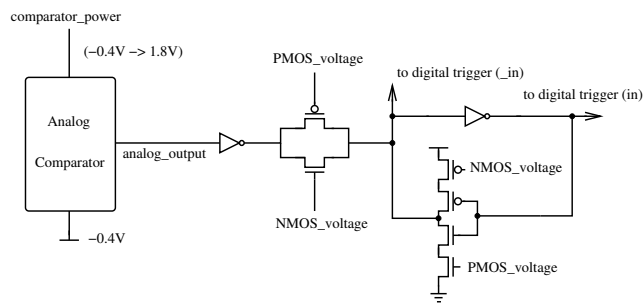 comparator_power
(−0.4V −> 1.8V)
PMOS_voltage
to digital trigger (_in)
to digital trigger (in)
Analog
Comparator
analog_output
NMOS_voltage
NMOS_voltage
−0.4V
PMOS_voltage